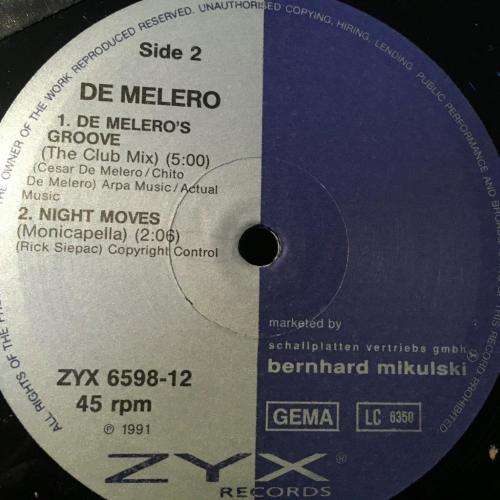 ALL RIGHTS OF THE
THE OWNER OF THE WORK REPRODUCED RESERVED. UNAUTHORISED COPYING, HIRING, LENDING, PUBLIC PERFORMANCE AND
RECORD PROHIBITED.
Side 2
DE MELERO
1. DE MELERO'S
GROOVE
(The Club Mix) (5:00)
(Cesar De Melero/Chito
De Melero) Arpa Music/Actual
Music
2. NIGHT MOVES
(Monicapella) (2:06)
(Rick Siepac) Copyright Control
marketed by
schallplatten vertriebs gmbh
bernhard mikulski
ZYX 6598-12
45 rpm
℗ 1991
GEMA
LC 6350
ZYX ®
RECORDS